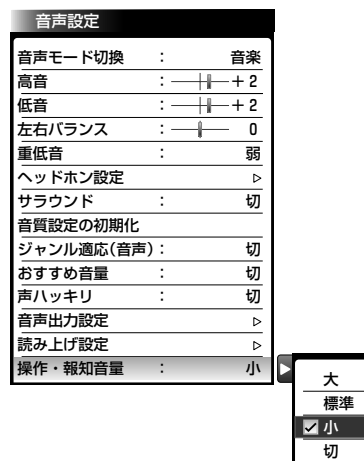 音声設定
音声モード切換 : 音楽
高音 : +2
低音 : +2
左右バランス : 0
重低音 : 弱
ヘッドホン設定
サラウンド : 切
音質設定の初期化
ジャンル適応(音声) : 切
おすすめ音量 : 切
声ハッキリ : 切
音声出力設定
読み上げ設定
操作・報知音量 : 小
大
標準
小
切